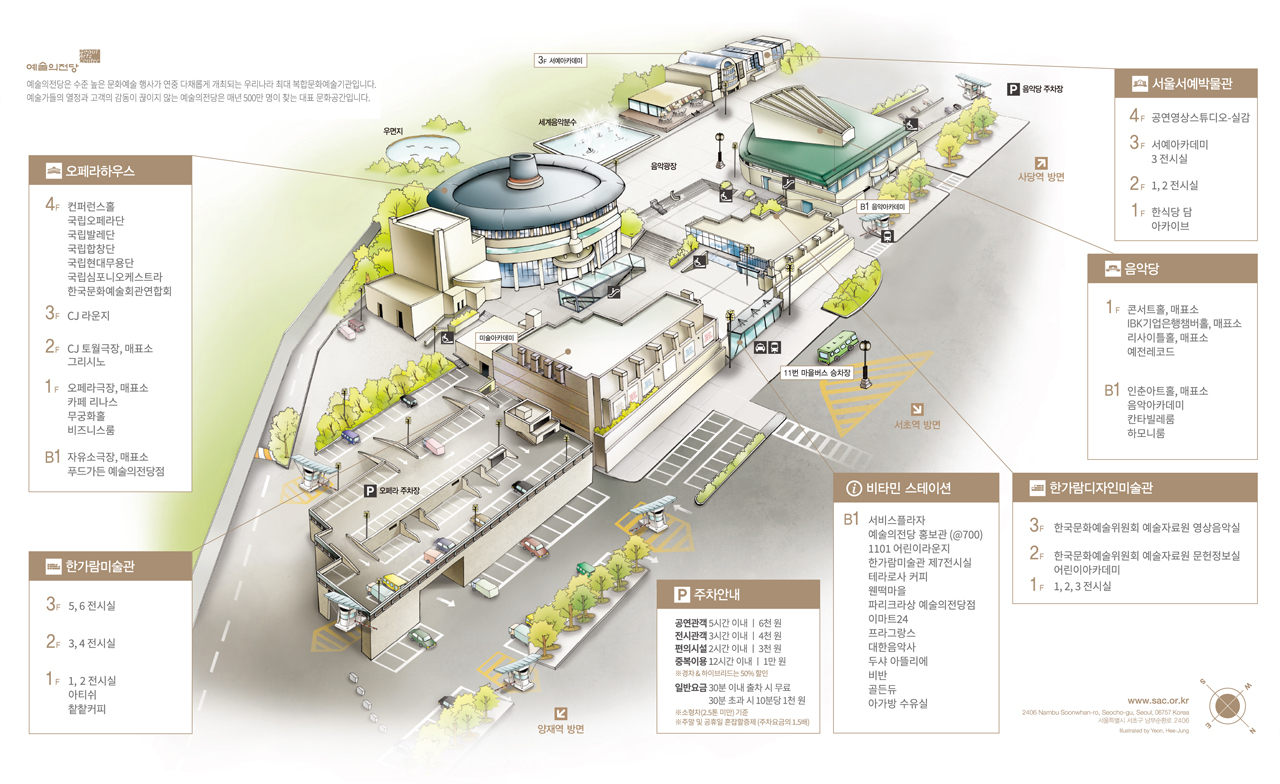 예술의전당
예술의전당은 수준 높은 문화예술 행사가 연중 다채롭게 개최되는 우리나라 최대 복합문화예술기관입니다.
예술가들의 열정과 고객의 감동이 끊이지 않는 예술의전당은 매년 500만 명이 찾는 대표 문화공간입니다.
3F 서예아카데미
우면지
세계음악분수
음악광장
P 음악당 주차장
사당역 방면
B1 음악아카데미
미술아카데미
11번 마을버스 승차장
서초역 방면
P 오페라 주차장
양재역 방면
오페라하우스
4F 컨퍼런스홀
국립오페라단
국립발레단
국립합창단
국립현대무용단
국립심포니오케스트라
한국문화예술회관연합회
3F CJ 라운지
2F CJ 토월극장, 매표소
그리시노
1F 오페라극장, 매표소
카페 리나스
무궁화홀
비즈니스룸
B1 자유소극장, 매표소
푸드가든 예술의전당점
한가람미술관
3F 5, 6 전시실
2F 3, 4 전시실
1F 1, 2 전시실
아티쉬
촽촽커피
서울서예박물관
4F 공연영상스튜디오-실감
3F 서예아카데미
3 전시실
2F 1, 2 전시실
1F 한식당 담
아카이브
음악당
1F 콘서트홀, 매표소
IBK기업은행챔버홀, 매표소
리사이틀홀, 매표소
예전레코드
B1 인춘아트홀, 매표소
음악아카데미
칸타빌레룸
하모니룸
비타민 스테이션
B1 서비스플라자
예술의전당 홍보관 (@700)
1101 어린이라운지
한가람미술관 제7전시실
테라로사 커피
웬떡마을
파리크라상 예술의전당점
이마트24
프라그랑스
대한음악사
두샤 아뜰리에
비반
골든듀
아가방 수유실
한가람디자인미술관
3F 한국문화예술위원회 예술자료원 영상음악실
2F 한국문화예술위원회 예술자료원 문헌정보실
어린이아카데미
1F 1, 2, 3 전시실
P 주차안내
공연관객 5시간 이내 | 6천 원
전시관객 3시간 이내 | 4천 원
편의시설 2시간 이내 | 3천 원
중복이용 12시간 이내 | 1만 원
※경차 & 하이브리드는 50% 할인
일반요금 30분 이내 출차 시 무료
30분 초과 시 10분당 1천 원
※소형차(2.5톤 미만) 기준
※주말 및 공휴일 혼잡할증제 (주차요금의 1.5배)
www.sac.or.kr
2406 Nambu Soonwhan-ro, Seocho-gu, Seoul, 06757 Korea
서울특별시 서초구 남부순환로 2406
Illustrated by Yeon, Hee-Jung
S
W
E
N